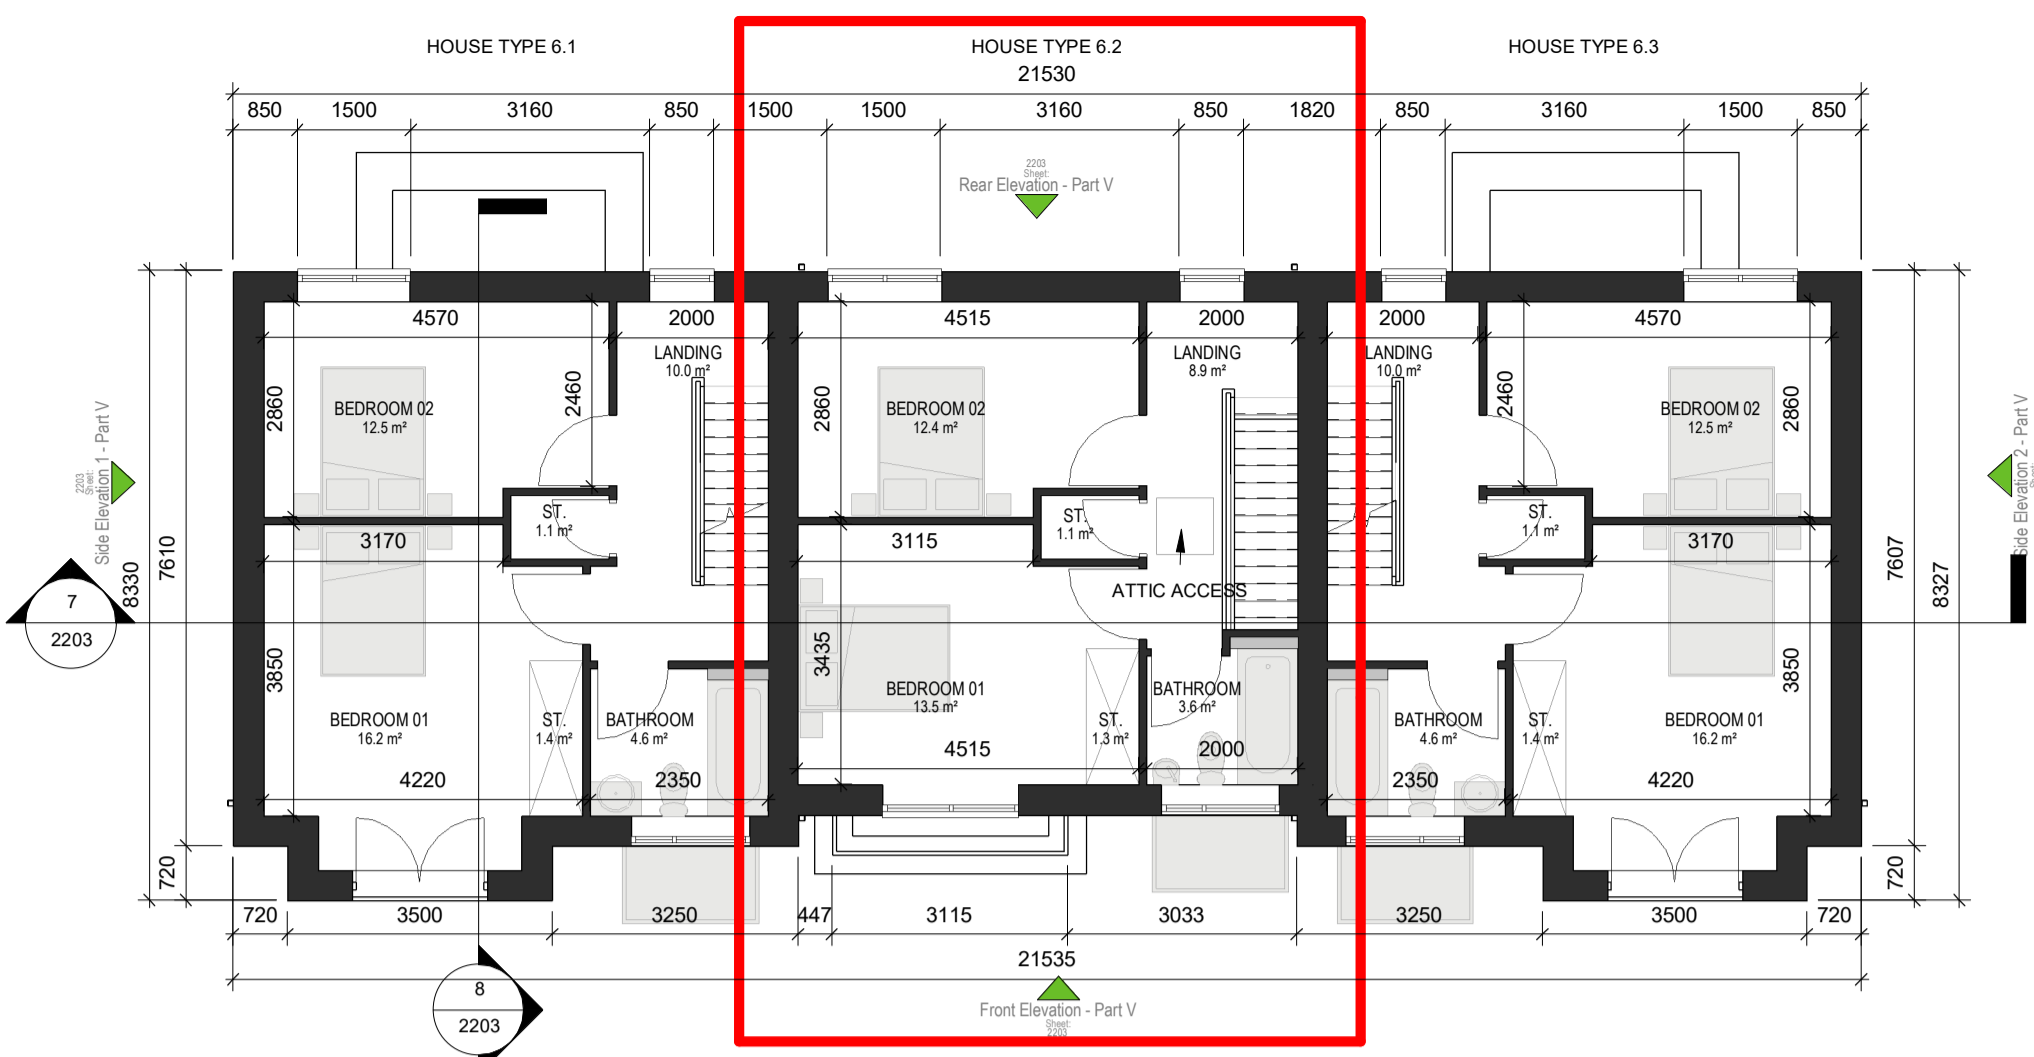 HOUSE TYPE 6.1
HOUSE TYPE 6.2
HOUSE TYPE 6.3
21530
850 1500 3160 850 1500 1500 3160 850 1820 850 3160 1500 850
2203
Sheet:
Rear Elevation - Part V
4570 2000 4515 2000 2000 4570
LANDING
10.0 m²
LANDING
8.9 m²
LANDING
10.0 m²
2860
2460
2860
2460
2860
BEDROOM 02
12.5 m²
BEDROOM 02
12.4 m²
BEDROOM 02
12.5 m²
2203
Sheet:
Side Elevation 1 - Part V
Side Elevation 2 - Part V
Sheet:
8330
7610
7607
8327
ST.
1.1 m²
ST.
1.1 m²
ST.
1.1 m²
3170
3115
3170
ATTIC ACCESS
7
2203
3850
3435
3850
BEDROOM 01
16.2 m²
ST.
1.4 m²
BATHROOM
4.6 m²
BEDROOM 01
13.5 m²
ST.
1.3 m²
BATHROOM
3.6 m²
BATHROOM
4.6 m²
ST.
1.4 m²
BEDROOM 01
16.2 m²
4220 2350 4515 2000 2350 4220
720
720
720 3500 3250 447 3115 3033 3250 3500 720
21535
8
2203
Front Elevation - Part V
Sheet:
2203